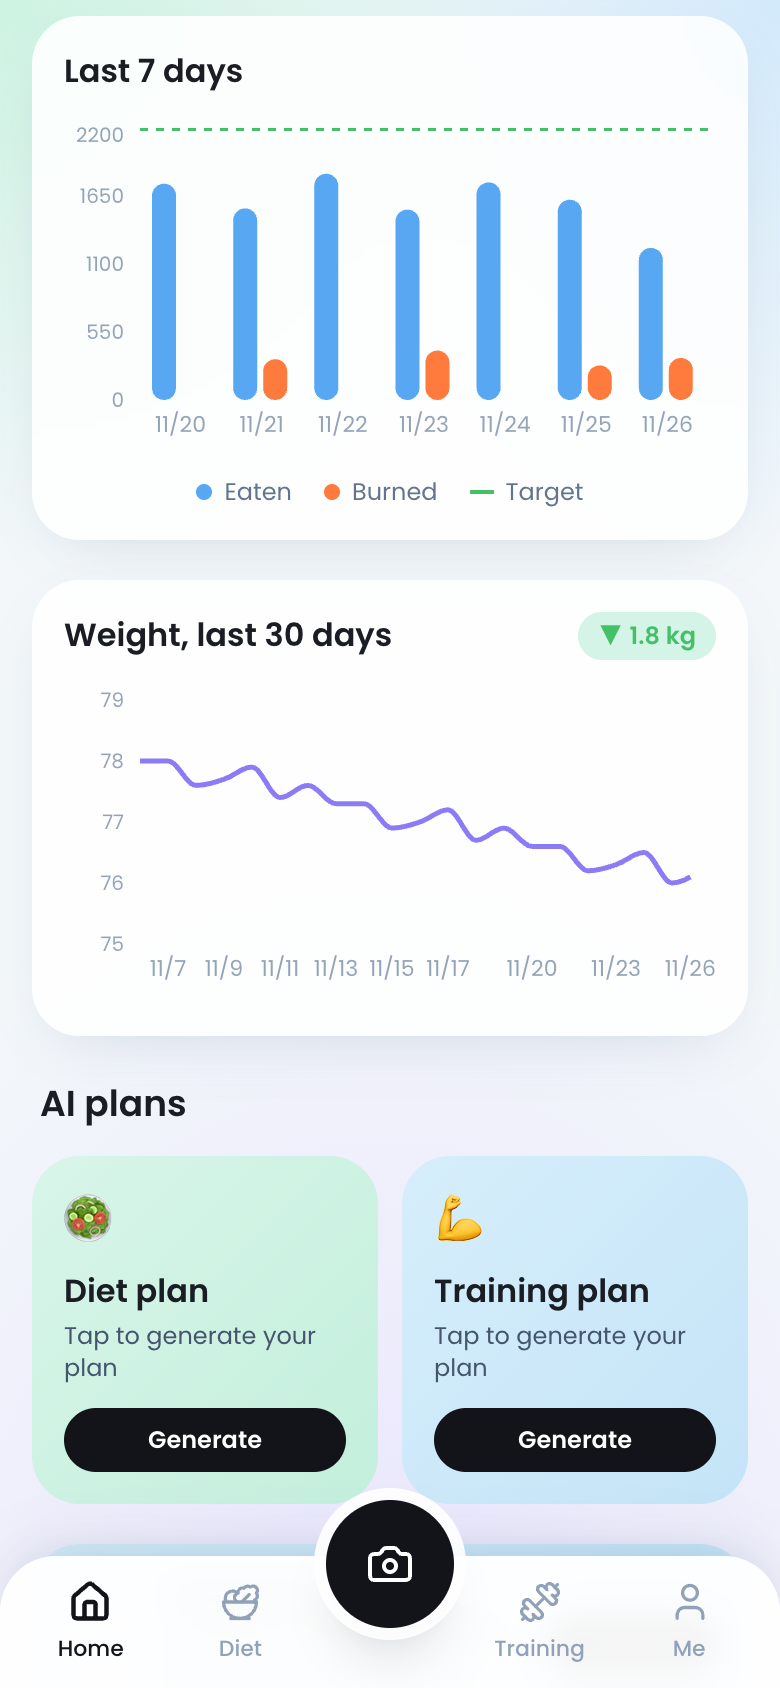 Last 7 days
2200
1650
1100
550
0
11/20 11/21 11/22 11/23 11/24 11/25 11/26
Eaten Burned Target
Weight, last 30 days ▼ 1.8 kg
79
78
77
76
75
11/7 11/9 11/11 11/13 11/15 11/17 11/20 11/23 11/26
AI plans
Diet plan
Tap to generate your
plan
Generate
Training plan
Tap to generate your
plan
Generate
Home Diet Training Me